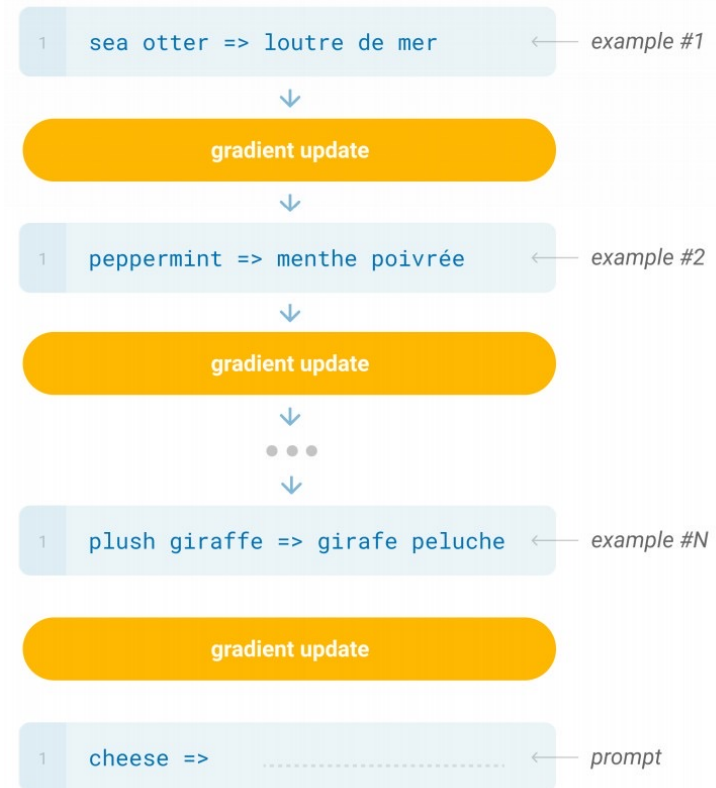 1 sea otter => loutre de mer ← example #1
↓
gradient update
↓
1 peppermint => menthe poivrée ← example #2
↓
gradient update
↓
•••
↓
1 plush giraffe => girafe peluche ← example #N
gradient update
1 cheese => ........................ ← prompt